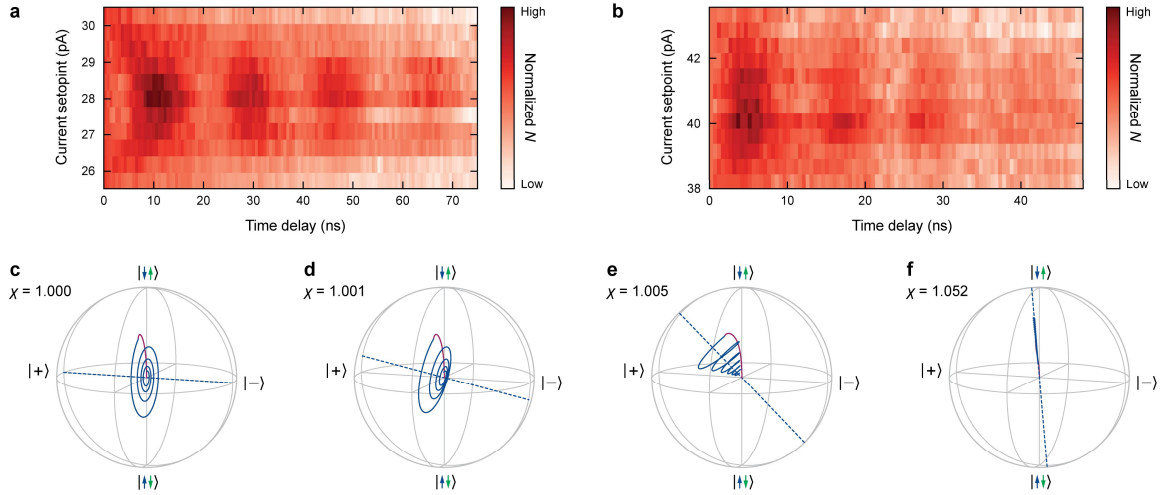 a
30
29
28
27
26
Current setopoint (pA)
0 10 20 30 40 50 60 70
Time delay (ns)
High
Normalized N
Low
b
42
40
38
Current setpoint (pA)
0 10 20 30 40
Time delay (ns)
High
Normalized N
Low
c
χ = 1.000
|↓↑⟩
|+⟩
|−⟩
|↑↓⟩
d
χ = 1.001
|↓↑⟩
|+⟩
|−⟩
|↑↓⟩
e
χ = 1.005
|↓↑⟩
|+⟩
|−⟩
|↑↓⟩
f
χ = 1.052
|↓↑⟩
|+⟩
|−⟩
|↑↓⟩